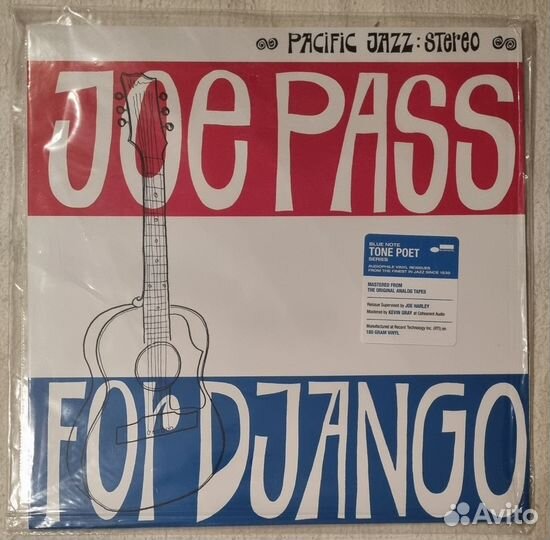 PACIFIC JAZZ: STEREO
JOE PASS
BLUE NOTE
TONE POET
SERIES
AUDIOPHILE VINYL REISSUES
FROM THE FINEST IN JAZZ SINCE 1939
MASTERED FROM
THE ORIGINAL ANALOG TAPES
Reissue Supervised by JOE HARLEY
Mastered by KEVIN GRAY at Cohearent Audio
Manufactured at Record Technology Inc. (RTI) on
180-GRAM VINYL
For DJANGO
Avito